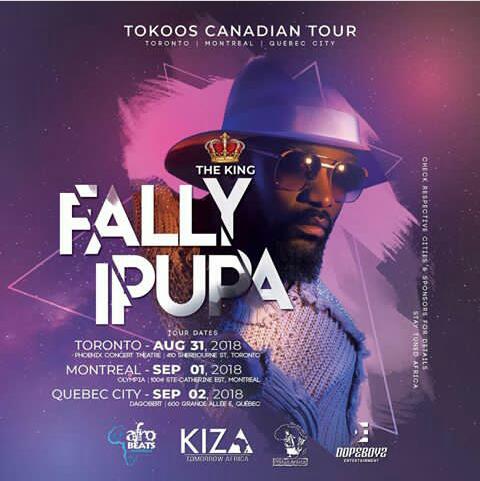 TOKOOS CANADIAN TOUR
TORONTO | MONTREAL | QUEBEC CITY
THE KING
FALLY
IPUPA
TOUR DATES
TORONTO - AUG 31, 2018
PHOENIX CONCERT THEATRE | 410 SHERBOURNE ST, TORONTO
MONTREAL - SEP 01, 2018
OLYMPIA | 1004 STE-CATHERINE EST, MONTREAL
QUEBEC CITY - SEP 02, 2018
DAGOBERT | 600 GRANDE ALLÉE E, QUÉBEC
CHECK RESPECTIVE CITIES'S SPONSORS FOR DETAILS
STAY TUNED AFRICA
afro
BEATS
KIZA
TOMORROW AFRICA
DOPEBOYZ
ENTERTAINMENT